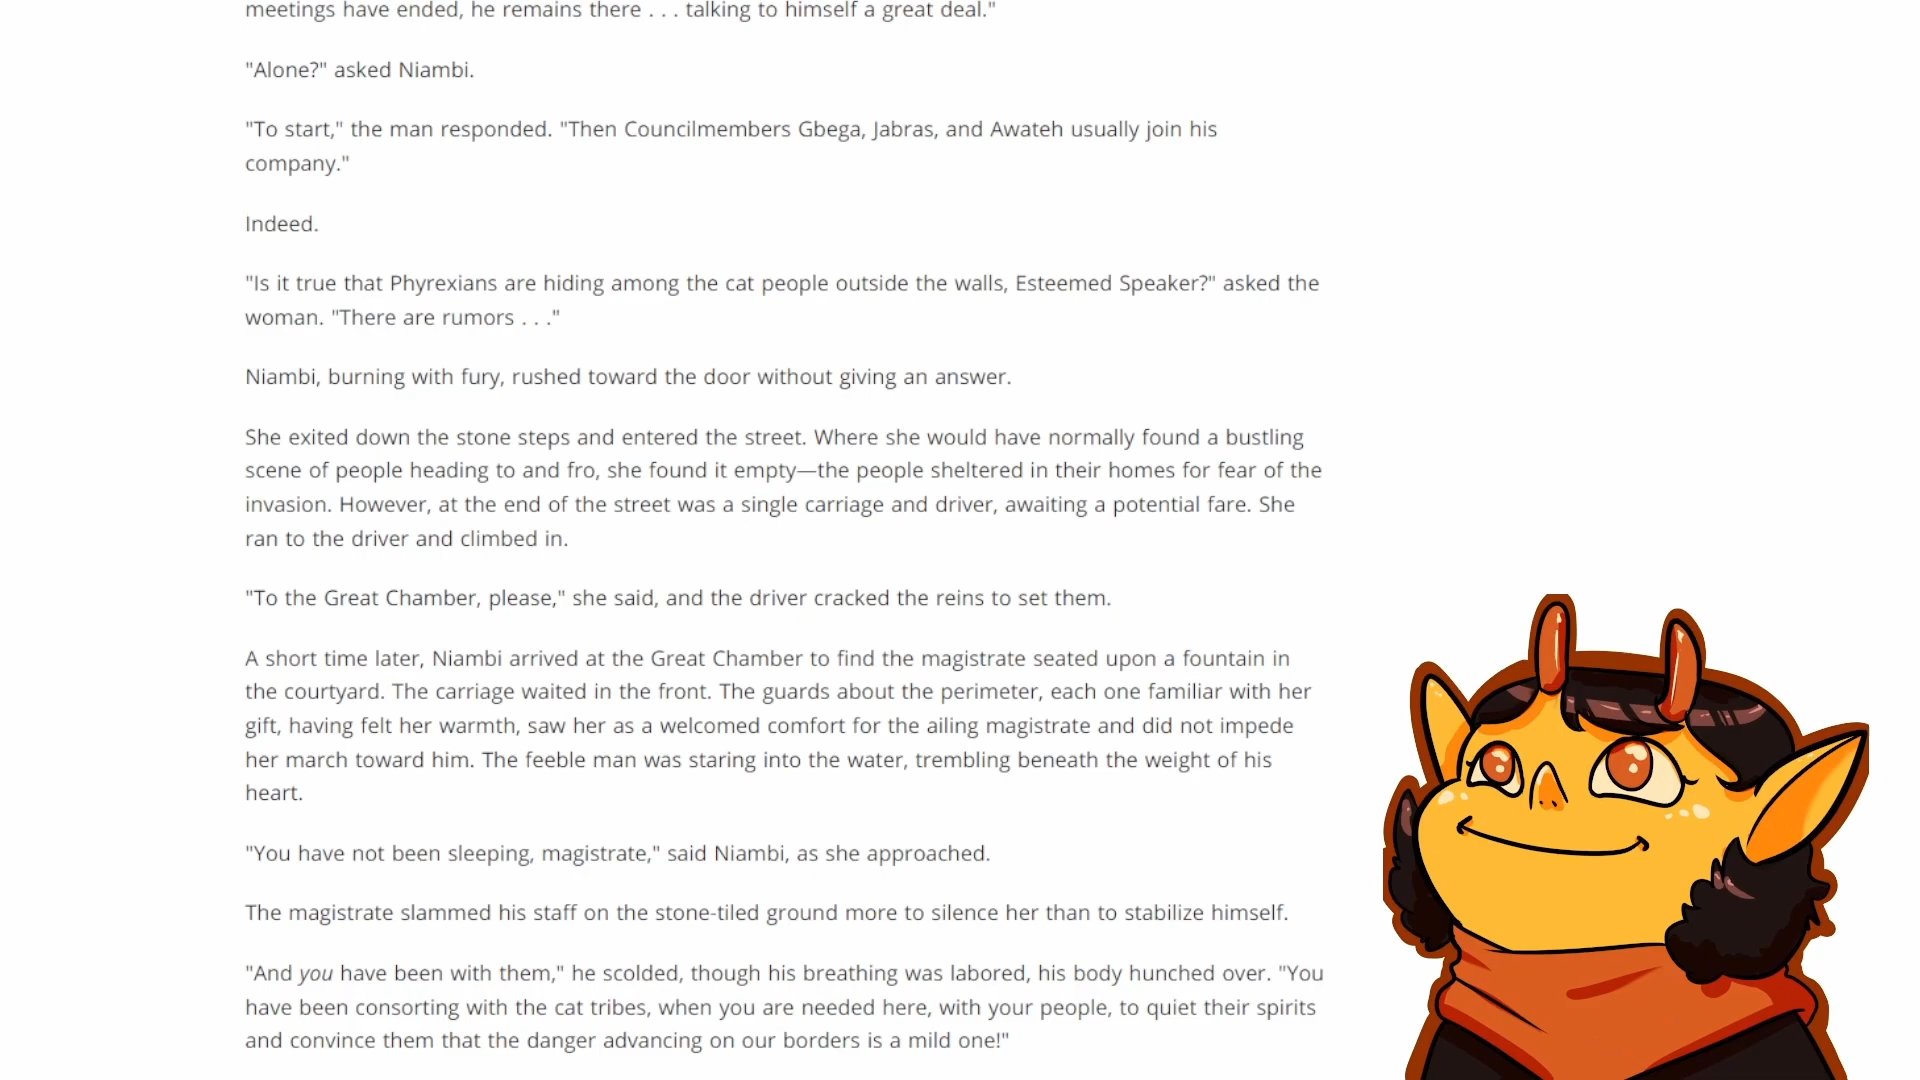 meetings have ended, he remains there . . . talking to himself a great deal."
"Alone?" asked Niambi.
"To start," the man responded. "Then Councilmembers Gbega, Jabras, and Awateh usually join his
company."
Indeed.
"Is it true that Phyrexians are hiding among the cat people outside the walls, Esteemed Speaker?" asked the
woman. "There are rumors . . ."
Niambi, burning with fury, rushed toward the door without giving an answer.
She exited down the stone steps and entered the street. Where she would have normally found a bustling
scene of people heading to and fro, she found it empty—the people sheltered in their homes for fear of the
invasion. However, at the end of the street was a single carriage and driver, awaiting a potential fare. She
ran to the driver and climbed in.
"To the Great Chamber, please," she said, and the driver cracked the reins to set them.
A short time later, Niambi arrived at the Great Chamber to find the magistrate seated upon a fountain in
the courtyard. The carriage waited in the front. The guards about the perimeter, each one familiar with her
gift, having felt her warmth, saw her as a welcomed comfort for the ailing magistrate and did not impede
her march toward him. The feeble man was staring into the water, trembling beneath the weight of his
heart.
"You have not been sleeping, magistrate," said Niambi, as she approached.
The magistrate slammed his staff on the stone-tiled ground more to silence her than to stabilize himself.
"And you have been with them," he scolded, though his breathing was labored, his body hunched over. "You
have been consorting with the cat tribes, when you are needed here, with your people, to quiet their spirits
and convince them that the danger advancing on our borders is a mild one!"